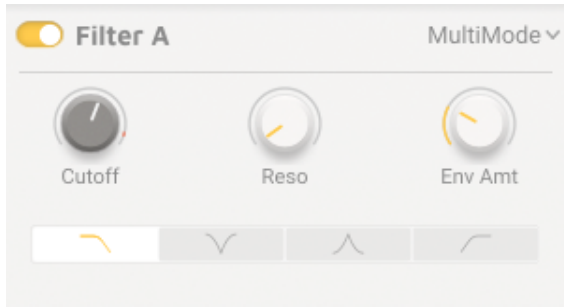 Filter A
MultiMode
Cutoff
Reso
Env Amt